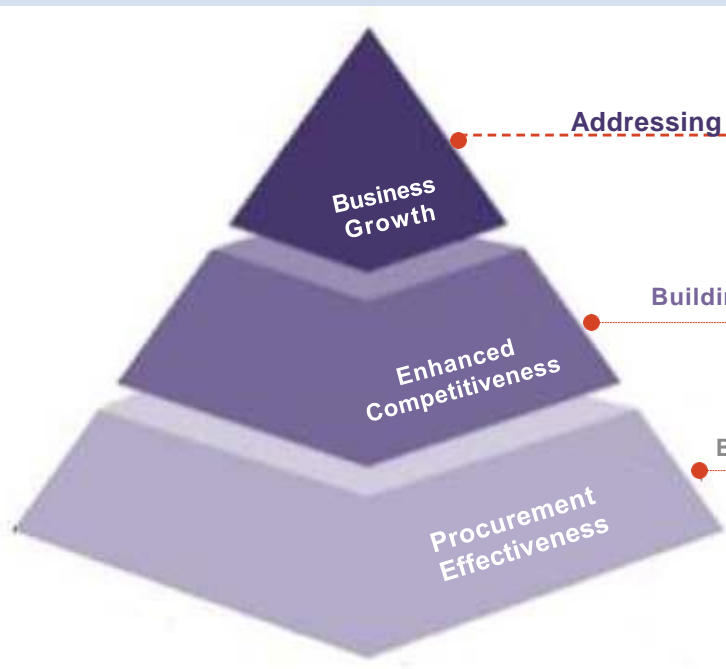 Addressing
Business
Growth
Enhanced
Competitiveness
Procurement
Effectiveness